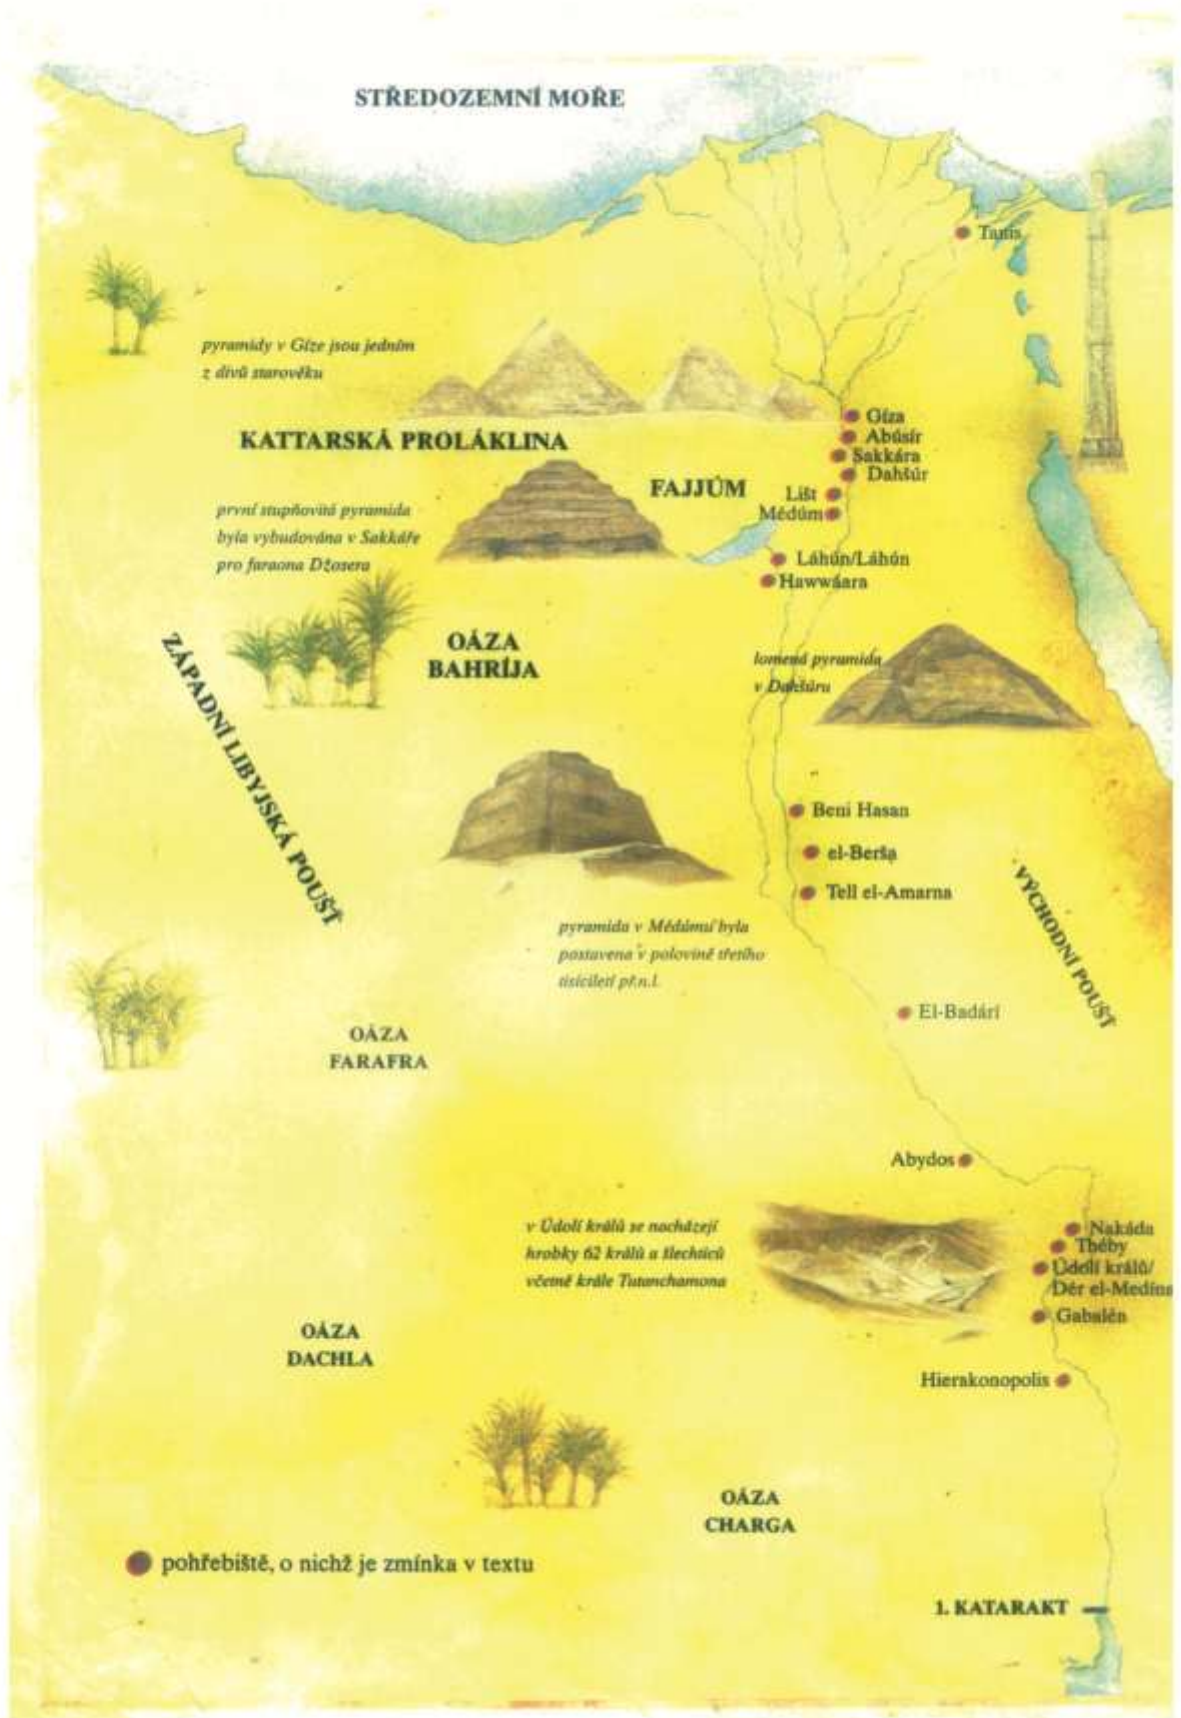 STŘEDOZEMNÍ MOŘE
Tanis
pyramidy v Gíze jsou jedním
z divů starověku
Gíza
KATTARSKÁ PROLÁKLINA
Abúsír
Sakkára
Dahšúr
FAJJÚM
Lišt
Médúm
první stupňovitá pyramida
byla vybudována v Sakkáře
pro faraona Džosera
Láhún/Láhún
Hawwáara
OÁZA
BAHRÍJA
ZÁPADNÍ LIBYJSKÁ POUŠŤ
lomená pyramida
v Dahšúru
Beni Hasan
el-Berša
Tell el-Amarna
VÝCHODNÍ POUŠŤ
pyramida v Médúmu byla
postavena v polovině třetího
tisíciletí př.n.l.
El-Badárí
OÁZA
FARAFRA
Abydos
v Údolí králů se nacházejí
hrobky 62 králů a šlechticů
včetně krále Tutanchamona
Nakáda
Théby
Údolí králů/
Dér el-Medína
Gabalén
OÁZA
DACHLA
Hierakonopolis
OÁZA
CHARGA
pohřebiště, o nichž je zmínka v textu
1. KATARAKT